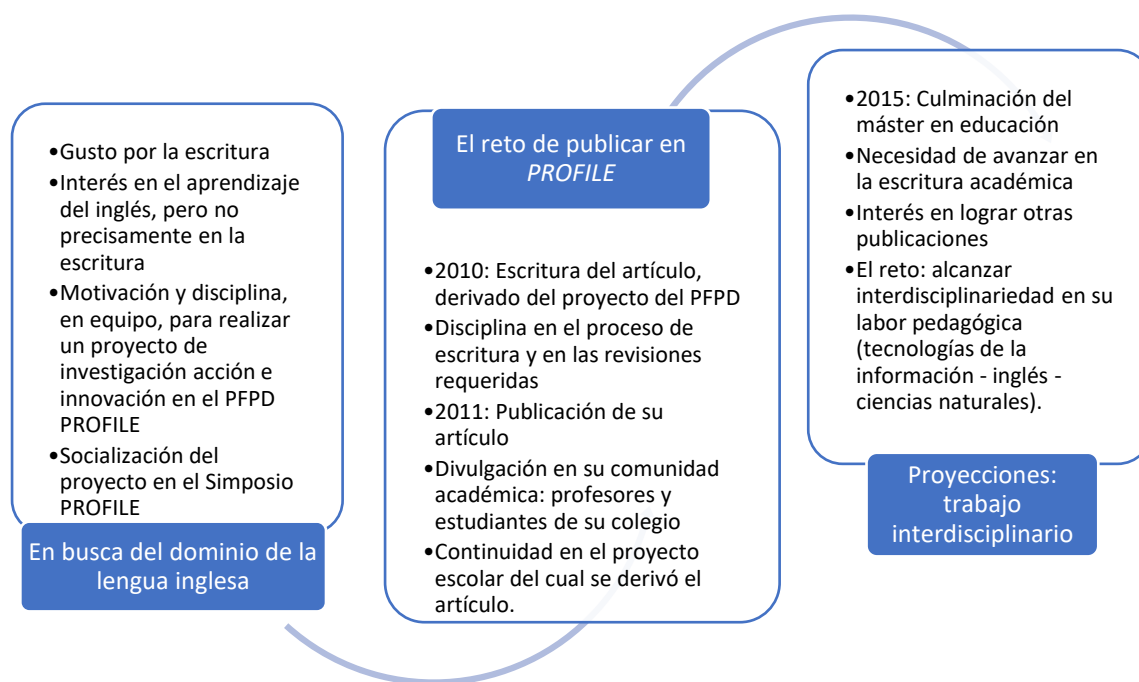 •Gusto por la escritura
•Interés en el aprendizaje
del inglés, pero no
precisamente en la
escritura
•Motivación y disciplina,
en equipo, para realizar
un proyecto de
investigación acción e
innovación en el PFPD
PROFILE
•Socialización del
proyecto en el Simposio
PROFILE
En busca del dominio de la
lengua inglesa
El reto de publicar en
PROFILE
•2010: Escritura del artículo,
derivado del proyecto del PFPD
•Disciplina en el proceso de
escritura y en las revisiones
requeridas
•2011: Publicación de su
artículo
•Divulgación en su comunidad
académica: profesores y
estudiantes de su colegio
•Continuidad en el proyecto
escolar del cual se derivó el
artículo.
•2015: Culminación del
máster en educación
•Necesidad de avanzar en
la escritura académica
•Interés en lograr otras
publicaciones
•El reto: alcanzar
interdisciplinariedad en su
labor pedagógica
(tecnologías de la
información - inglés -
ciencias naturales).
Proyecciones:
trabajo
interdisciplinario